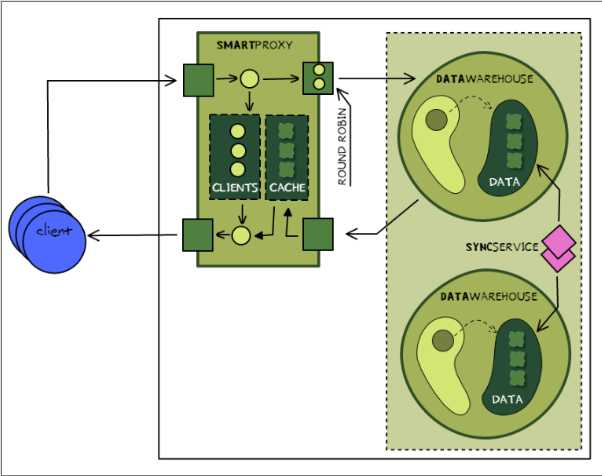 SMARTPROXY
DATAWAREHOUSE
ROUND ROBIN
CLIENTS
CACHE
DATA
client
SYNCSERVICE
DATAWAREHOUSE
DATA